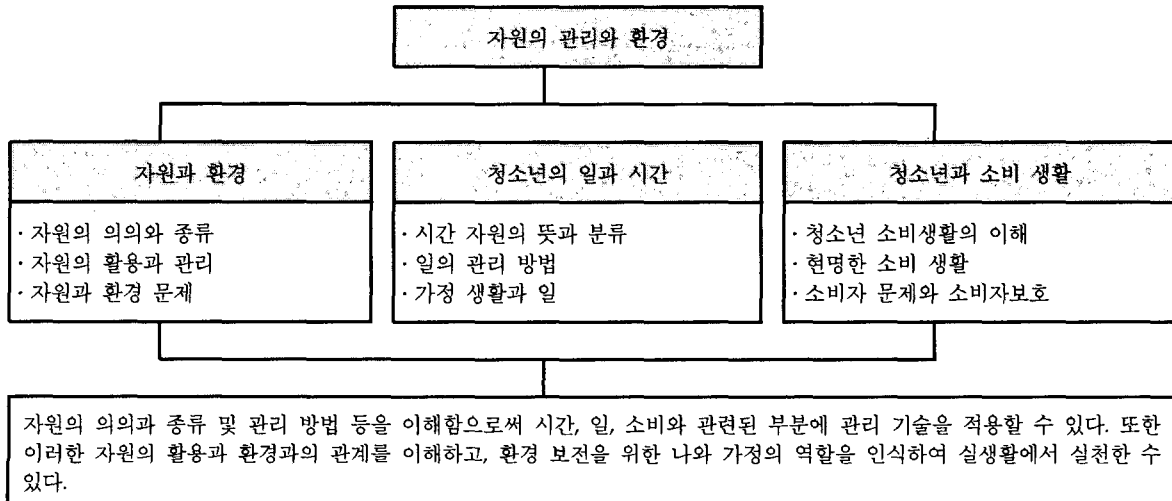 자원의 관리와 환경
자원과 환경
· 자원의 의의와 종류
· 자원의 활용과 관리
· 자원과 환경 문제
청소년의 일과 시간
· 시간 자원의 뜻과 분류
· 일의 관리 방법
· 가정 생활과 일
청소년과 소비 생활
· 청소년 소비생활의 이해
· 현명한 소비 생활
· 소비자 문제와 소비자보호
자원의 의의과 종류 및 관리 방법 등을 이해함으로써 시간, 일, 소비와 관련된 부분에 관리 기술을 적용할 수 있다. 또한
이러한 자원의 활용과 환경과의 관계를 이해하고, 환경 보전을 위한 나와 가정의 역할을 인식하여 실생활에서 실천한 수
있다.